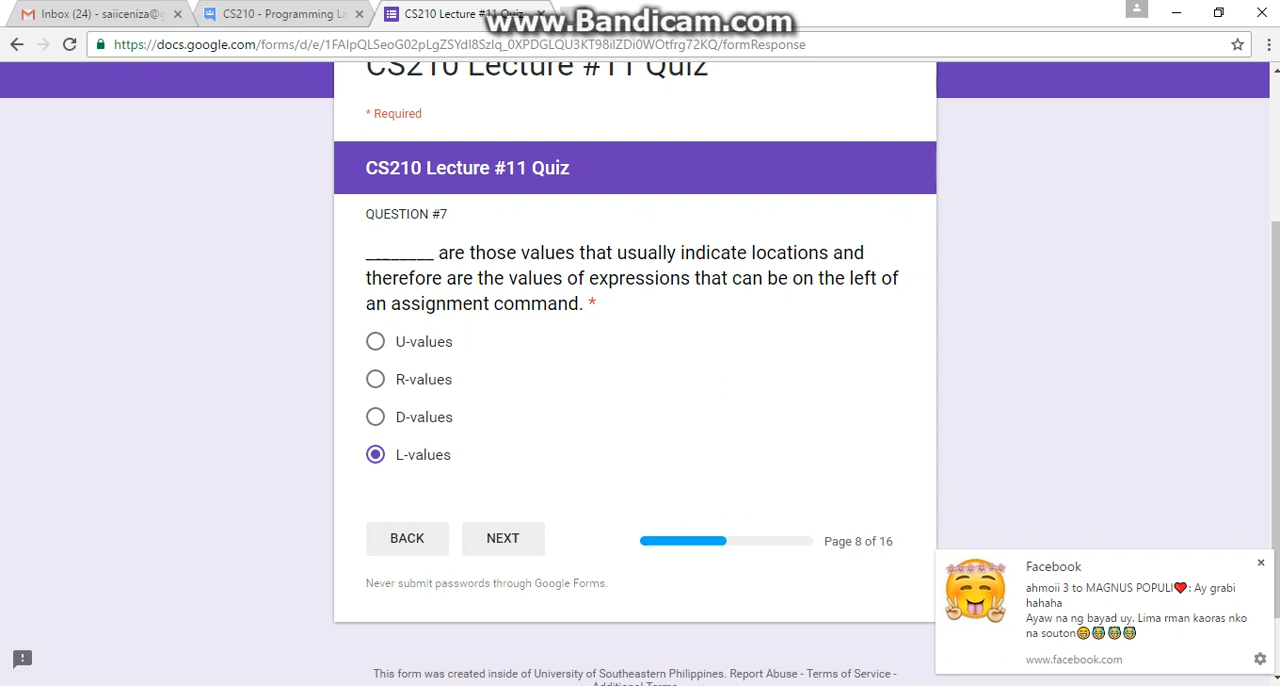 Inbox (24) - saiiceniza@g
CS210 - Programming La
CS210 Lecture #11 Quiz
www.Bandicam.com
https://docs.google.com/forms/d/e/1FAIpQLSeoG02pLgZSYdI8SzIq_0XPDGLQU3KT98iIZDi0WOtfrg72KQ/formResponse
CS210 Lecture #11 Quiz
* Required
CS210 Lecture #11 Quiz
QUESTION #7
________ are those values that usually indicate locations and
therefore are the values of expressions that can be on the left of
an assignment command. *
U-values
R-values
D-values
L-values
BACK
NEXT
Page 8 of 16
Never submit passwords through Google Forms.
Facebook
ahmoii 3 to MAGNUS POPULI❤: Ay grabi
hahaha
Ayaw na ng bayad uy. Lima rman kaoras nko
na souton
www.facebook.com
This form was created inside of University of Southeastern Philippines. Report Abuse - Terms of Service -
Additional Terms